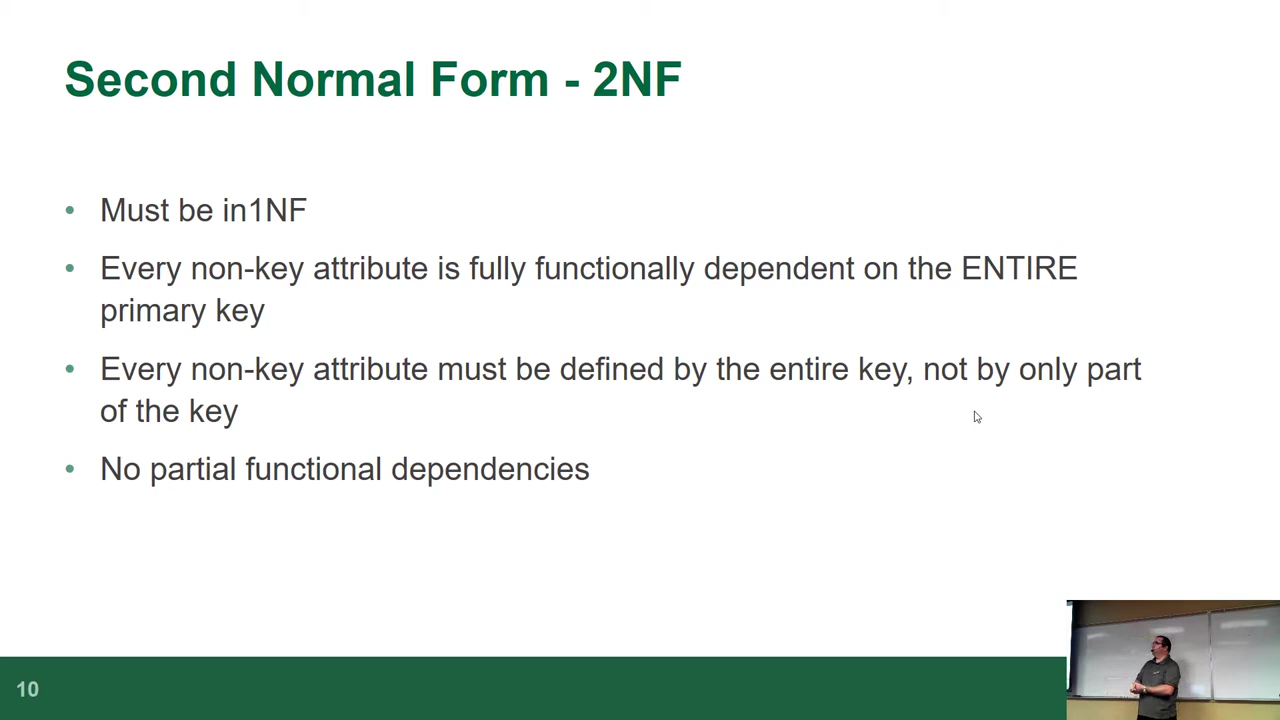 Second Normal Form - 2NF
• Must be in1NF
• Every non-key attribute is fully functionally dependent on the ENTIRE
primary key
• Every non-key attribute must be defined by the entire key, not by only part
of the key
• No partial functional dependencies
10